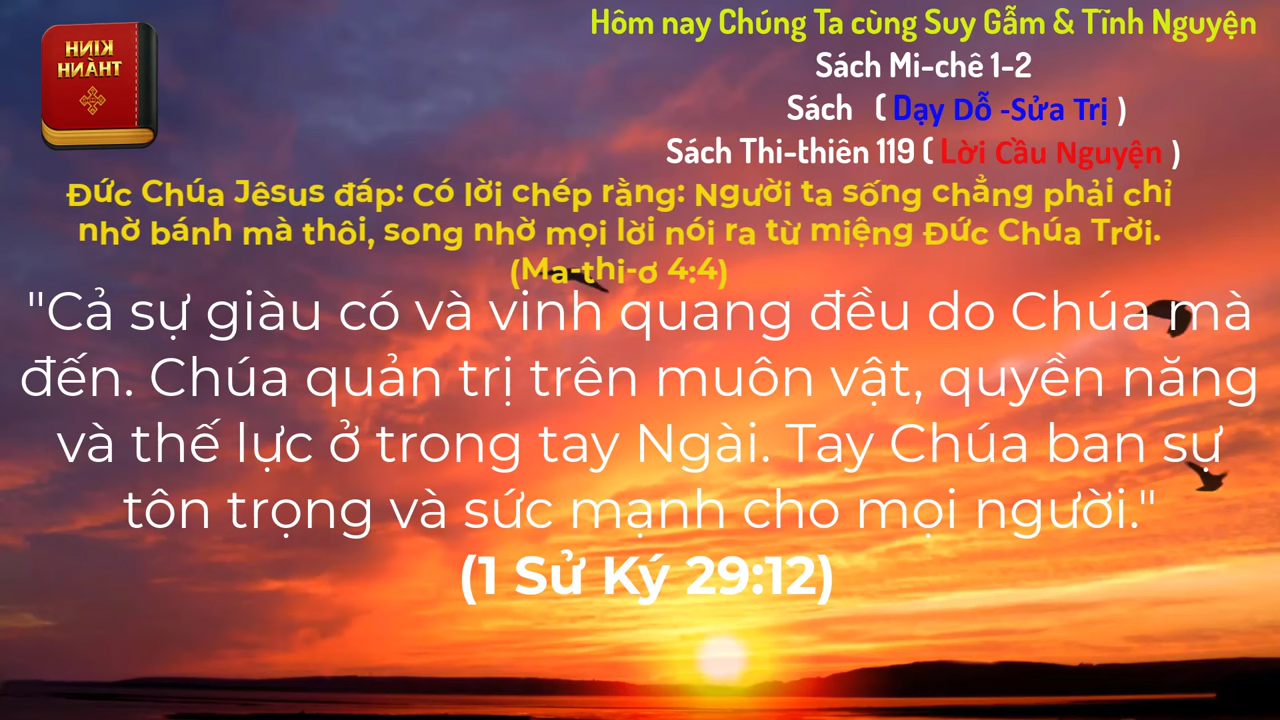 KINH
THÀNH
Hôm nay Chúng Ta cùng Suy Gẫm & Tĩnh Nguyện
Sách Mi-chê 1-2
Sách ( Dạy Dỗ -Sửa Trị )
Sách Thi-thiên 119 ( Lời Cầu Nguyện )
Đức Chúa Jêsus đáp: Có lời chép rằng: Người ta sống chẳng phải chỉ
nhờ bánh mà thôi, song nhờ mọi lời nói ra từ miệng Đức Chúa Trời.
(Ma-thi-ơ 4:4)
"Cả sự giàu có và vinh quang đều do Chúa mà
đến. Chúa quản trị trên muôn vật, quyền năng
và thế lực ở trong tay Ngài. Tay Chúa ban sự
tôn trọng và sức mạnh cho mọi người."
(1 Sử Ký 29:12)